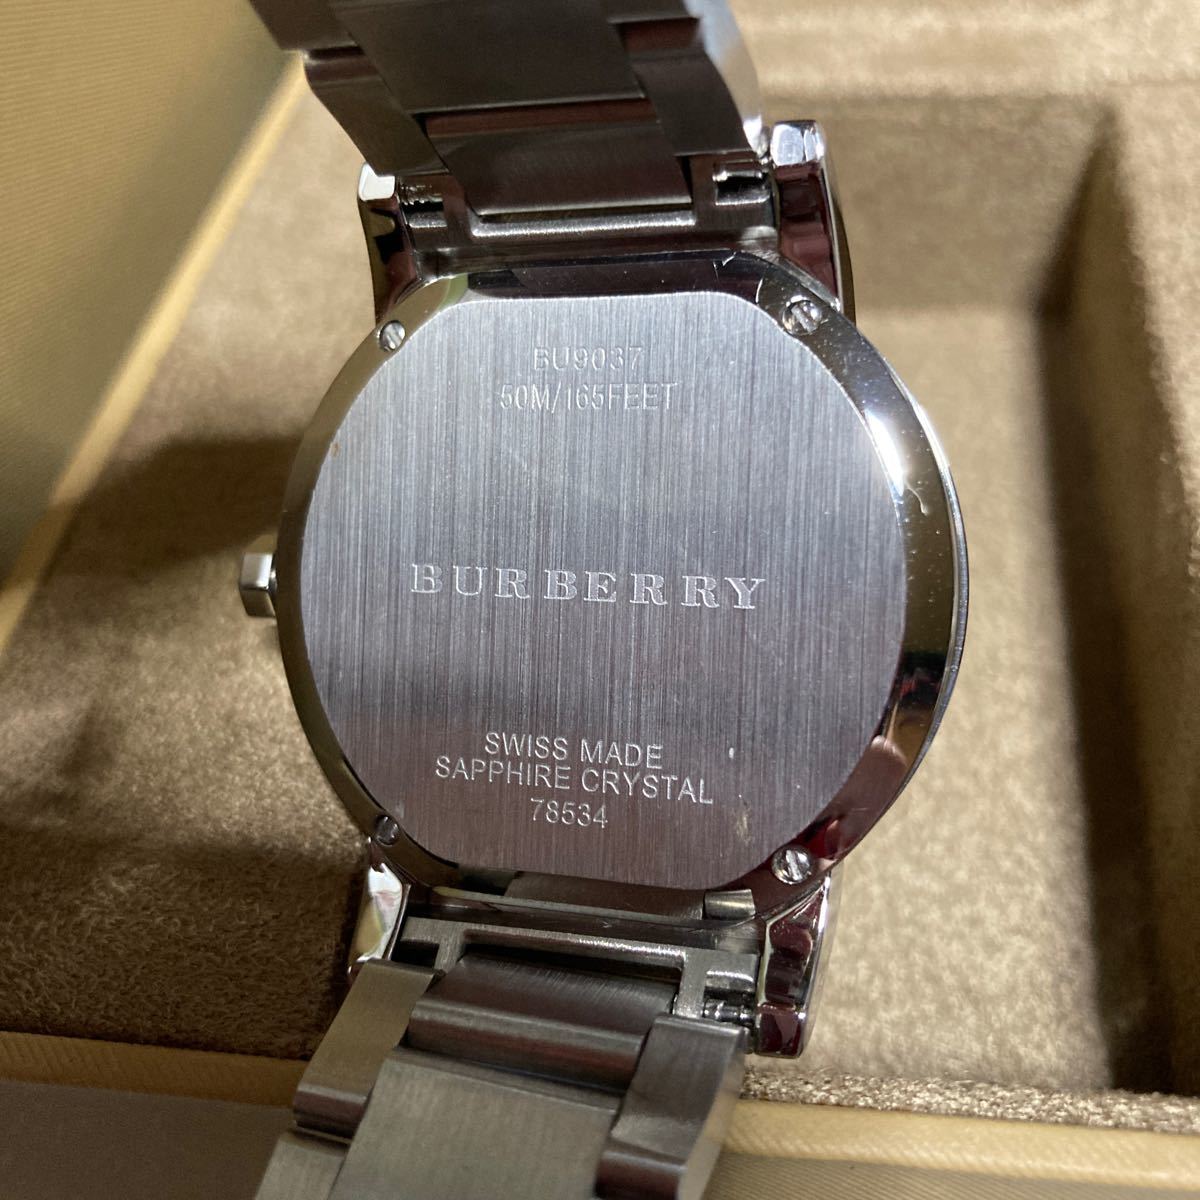 BU9037
50M/165FEET
BURBERRY
SWISS MADE
SAPPHIRE CRYSTAL
78534